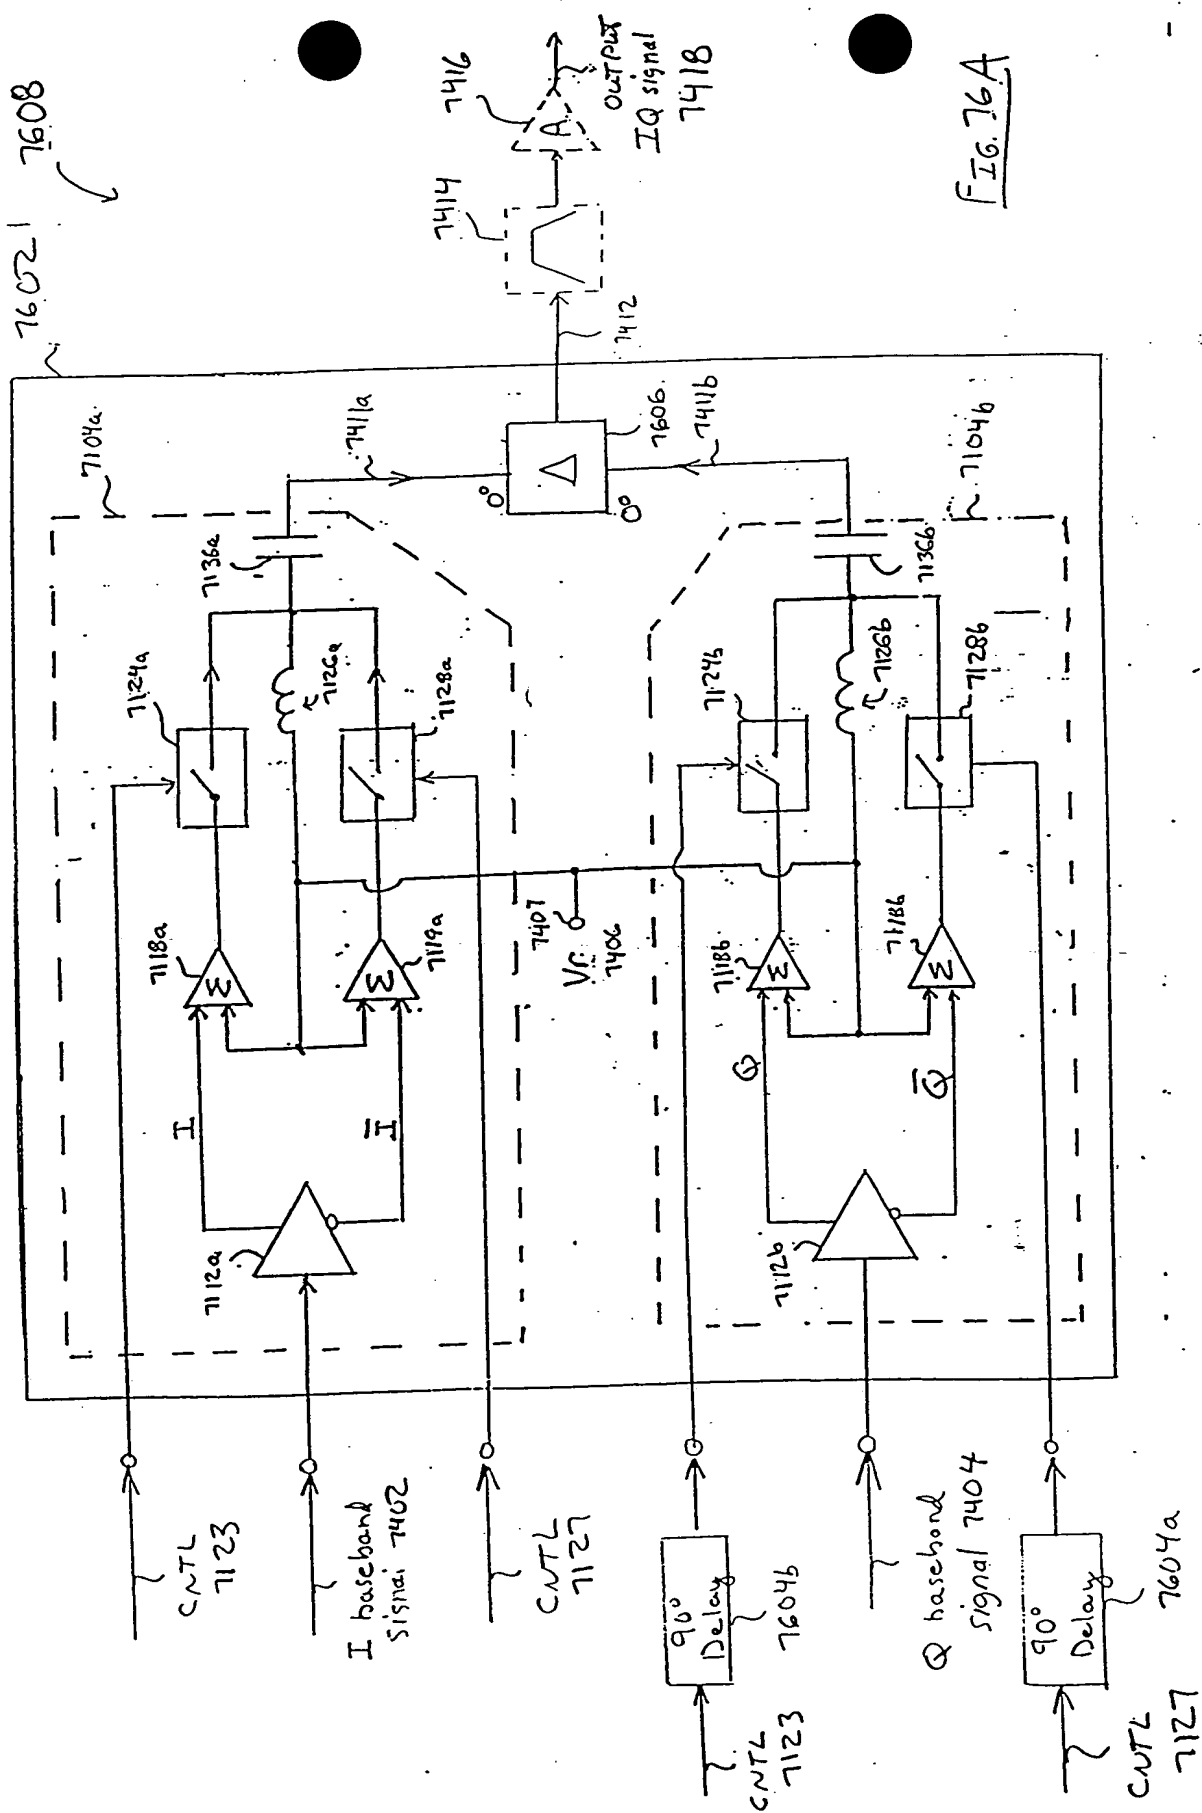 7602
7608
7104a
7124a
7136a
7411a
7118a
I
7126a
0°
7112a
Ī
7119a
7128a
Δ
7606
7412
7414
7416
A
OUTPUT
IQ signal
7418
Σ
Σ
CNTL
7123
I baseband
signal 7402
CNTL
7127
7407
Vr
7406
0°
7411b
7104b
7124b
7136b
7118b
Q
Σ
7126b
7112b
Q̄
7118b
Σ
7128b
90°
Delay
7604b
CNTL
7123
Q baseband
signal 7404
90°
Delay
7604a
CNTL
7127
FIG. 76A